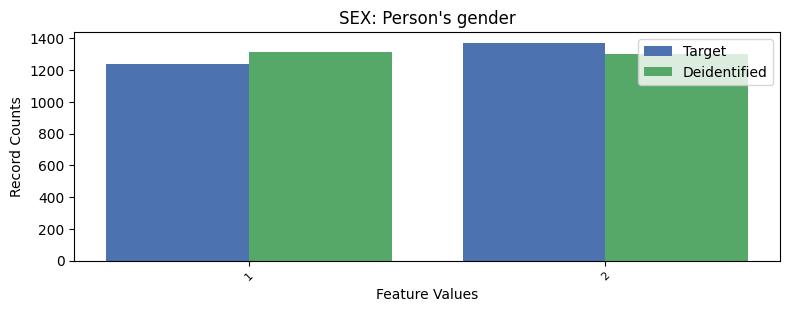 SEX: Person's gender
Target
Deidentified
Record Counts
1400
1200
1000
800
600
400
200
0
1
2
Feature Values